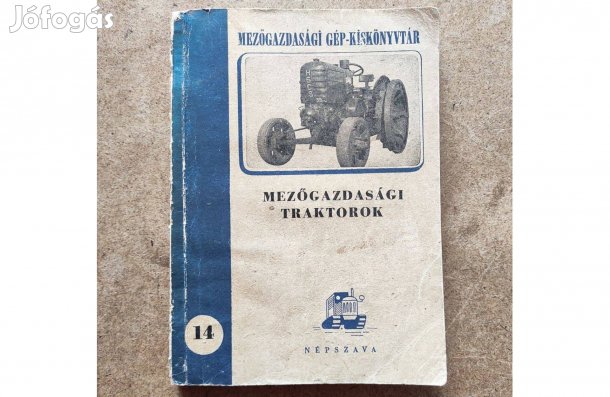 Jófogás
MEZŐGAZDASÁGI GÉP-KISKÖNYVTÁR
MEZŐGAZDASÁGI
TRAKTOROK
14
NÉPSZAVA